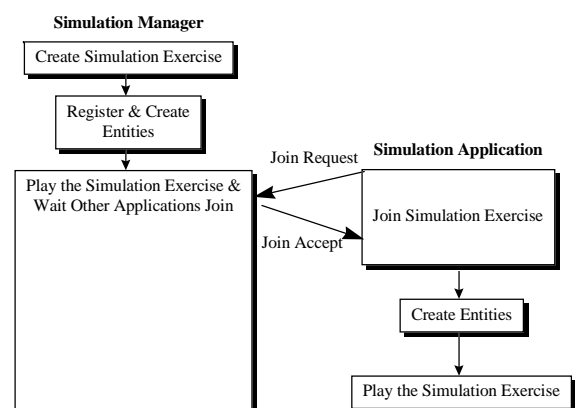 Simulation Manager
Create Simulation Exercise
Register & Create
Entities
Play the Simulation Exercise &
Wait Other Applications Join
Join Request
Join Accept
Simulation Application
Join Simulation Exercise
Create Entities
Play the Simulation Exercise